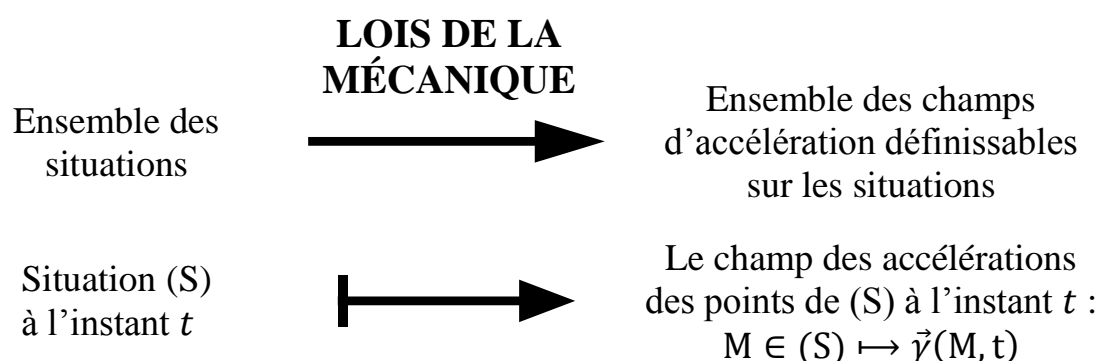 LOIS DE LA
MÉCANIQUE
Ensemble des
situations
Ensemble des champs
d’accélération définissables
sur les situations
Situation (S)
à l’instant t
Le champ des accélérations
des points de (S) à l’instant t :
M ∈ (S) ⟼ γ⃗(M, t)